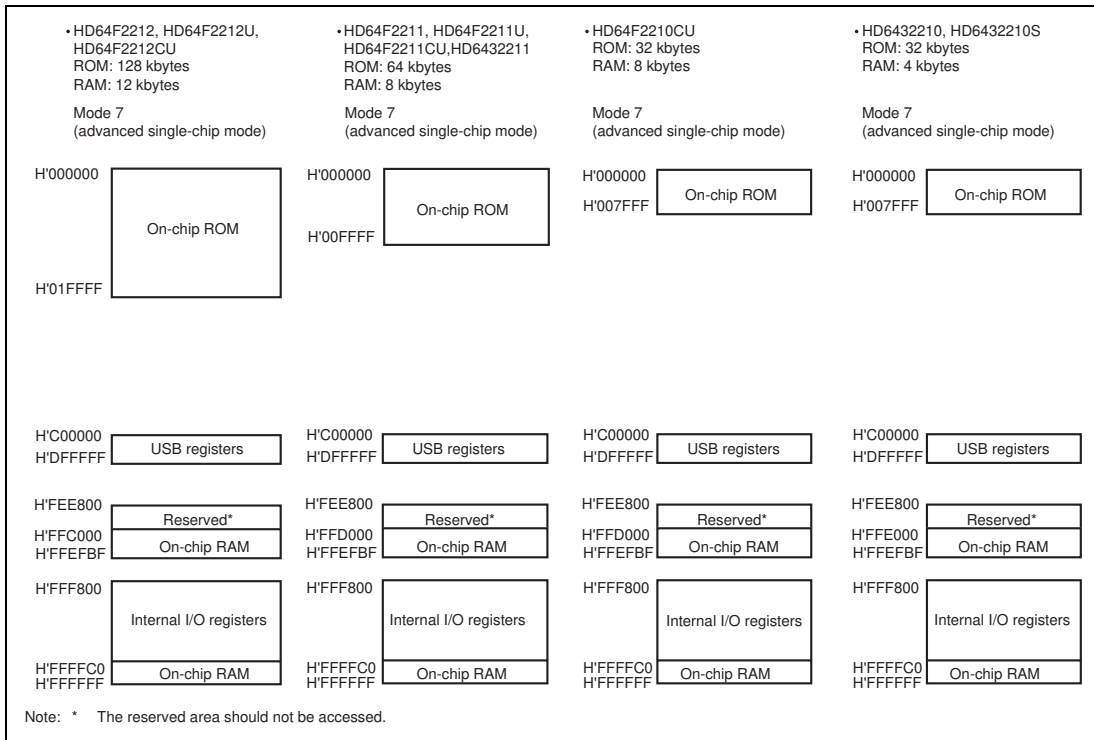 • HD64F2212, HD64F2212U,
HD64F2212CU
ROM: 128 kbytes
RAM: 12 kbytes
Mode 7
(advanced single-chip mode)
H'000000
On-chip ROM
H'01FFFF
H'C00000
USB registers
H'DFFFFF
H'FEE800
Reserved*
H'FFC000
On-chip RAM
H'FFEFBF
H'FFF800
Internal I/O registers
H'FFFFC0
On-chip RAM
H'FFFFFF
• HD64F2211, HD64F2211U,
HD64F2211CU,HD6432211
ROM: 64 kbytes
RAM: 8 kbytes
Mode 7
(advanced single-chip mode)
H'000000
On-chip ROM
H'00FFFF
H'C00000
USB registers
H'DFFFFF
H'FEE800
Reserved*
H'FFD000
On-chip RAM
H'FFEFBF
H'FFF800
Internal I/O registers
H'FFFFC0
On-chip RAM
H'FFFFFF
• HD64F2210CU
ROM: 32 kbytes
RAM: 8 kbytes
Mode 7
(advanced single-chip mode)
H'000000
On-chip ROM
H'007FFF
H'C00000
USB registers
H'DFFFFF
H'FEE800
Reserved*
H'FFD000
On-chip RAM
H'FFEFBF
H'FFF800
Internal I/O registers
H'FFFFC0
On-chip RAM
H'FFFFFF
• HD6432210, HD6432210S
ROM: 32 kbytes
RAM: 4 kbytes
Mode 7
(advanced single-chip mode)
H'000000
On-chip ROM
H'007FFF
H'C00000
USB registers
H'DFFFFF
H'FEE800
Reserved*
H'FFE000
On-chip RAM
H'FFEFBF
H'FFF800
Internal I/O registers
H'FFFFC0
On-chip RAM
H'FFFFFF
Note: * The reserved area should not be accessed.